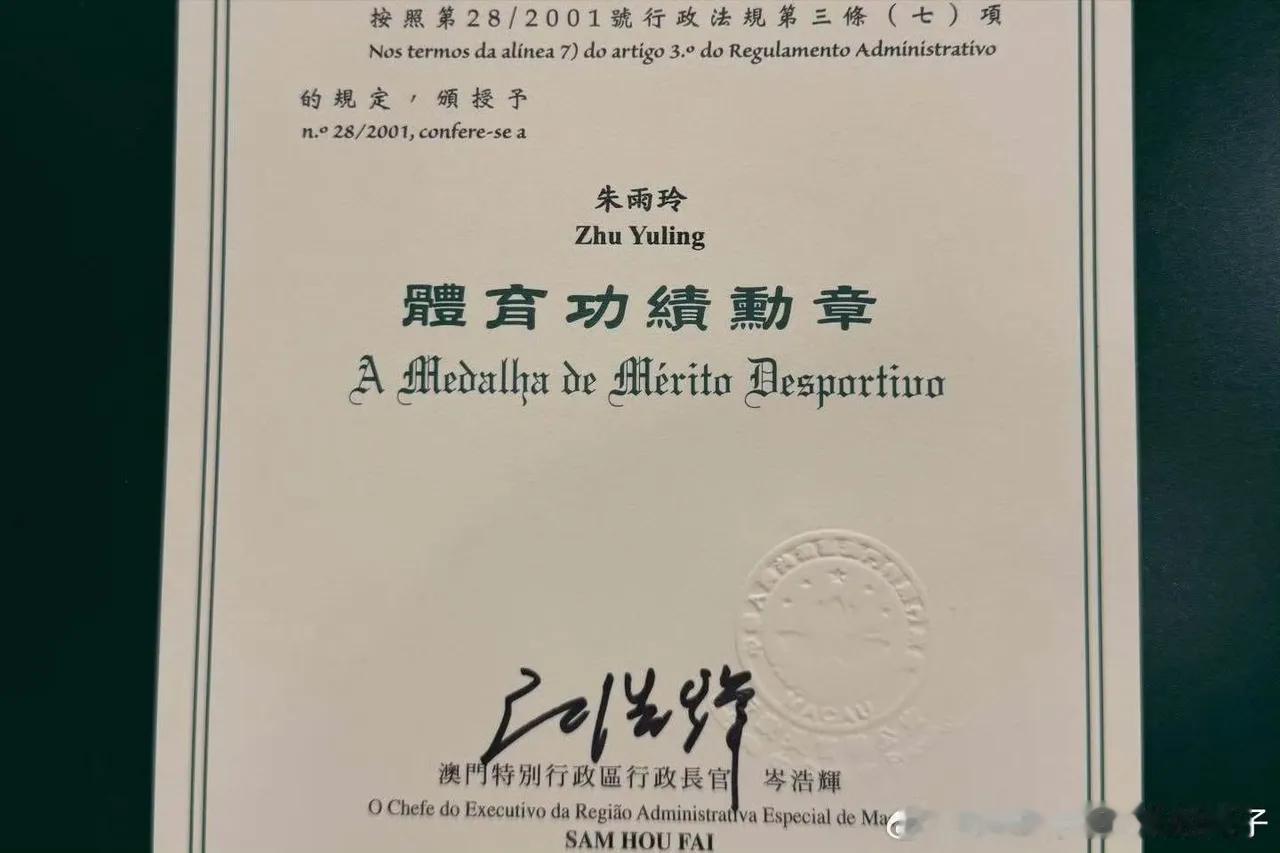 按照第28/2001號行政法規第三條（七）項
Nos termos da alínea 7) do artigo 3.º do Regulamento Administrativo
的規定，頒授予
n.º 28/2001, confere-se a
朱雨玲
Zhu Yuling
體育功績勳章
A Medalha de Mérito Desportivo
MACAU
澳門特別行政區行政長官 岑浩輝
O Chefe do Executivo da Região Administrativa Especial de Ma
SAM HOU FAI
子